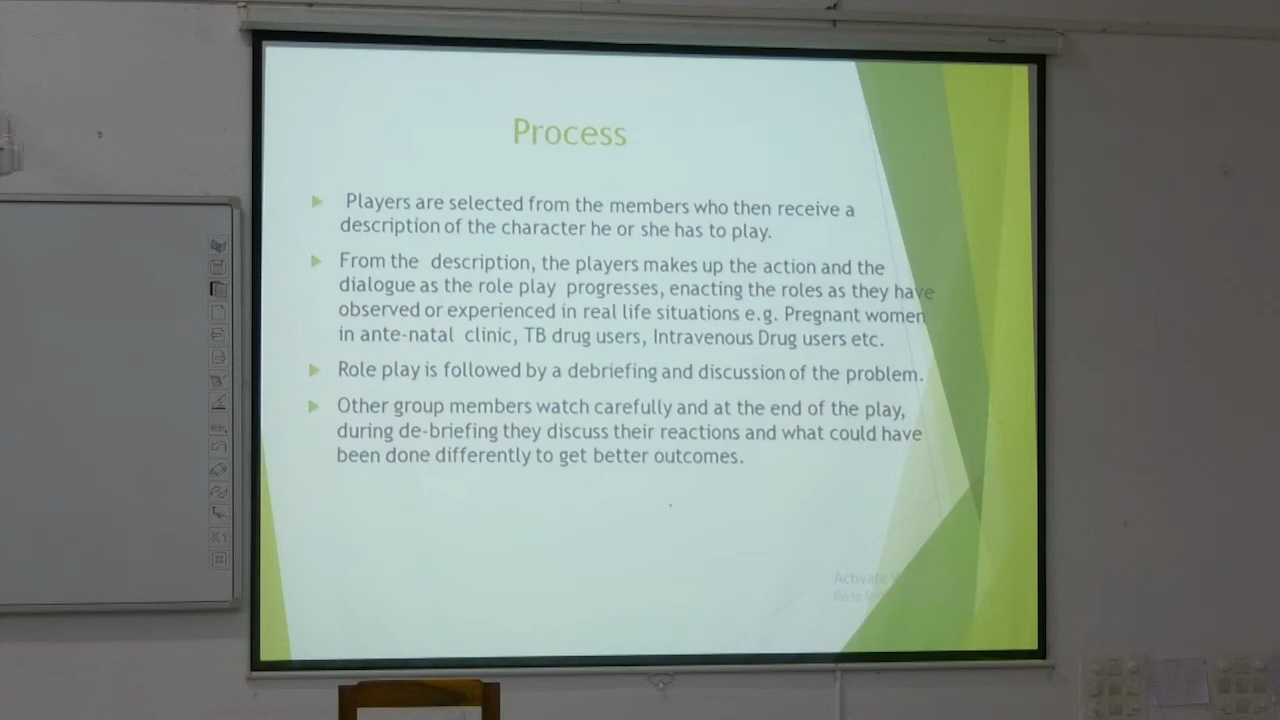 Process
Players are selected from the members who then receive a
description of the character he or she has to play.
From the description, the players makes up the action and the
dialogue as the role play progresses, enacting the roles as they have
observed or experienced in real life situations e.g. Pregnant women
in ante-natal clinic, TB drug users, Intravenous Drug users etc.
Role play is followed by a debriefing and discussion of the problem.
Other group members watch carefully and at the end of the play,
during de-briefing they discuss their reactions and what could have
been done differently to get better outcomes.
Activate
Go to